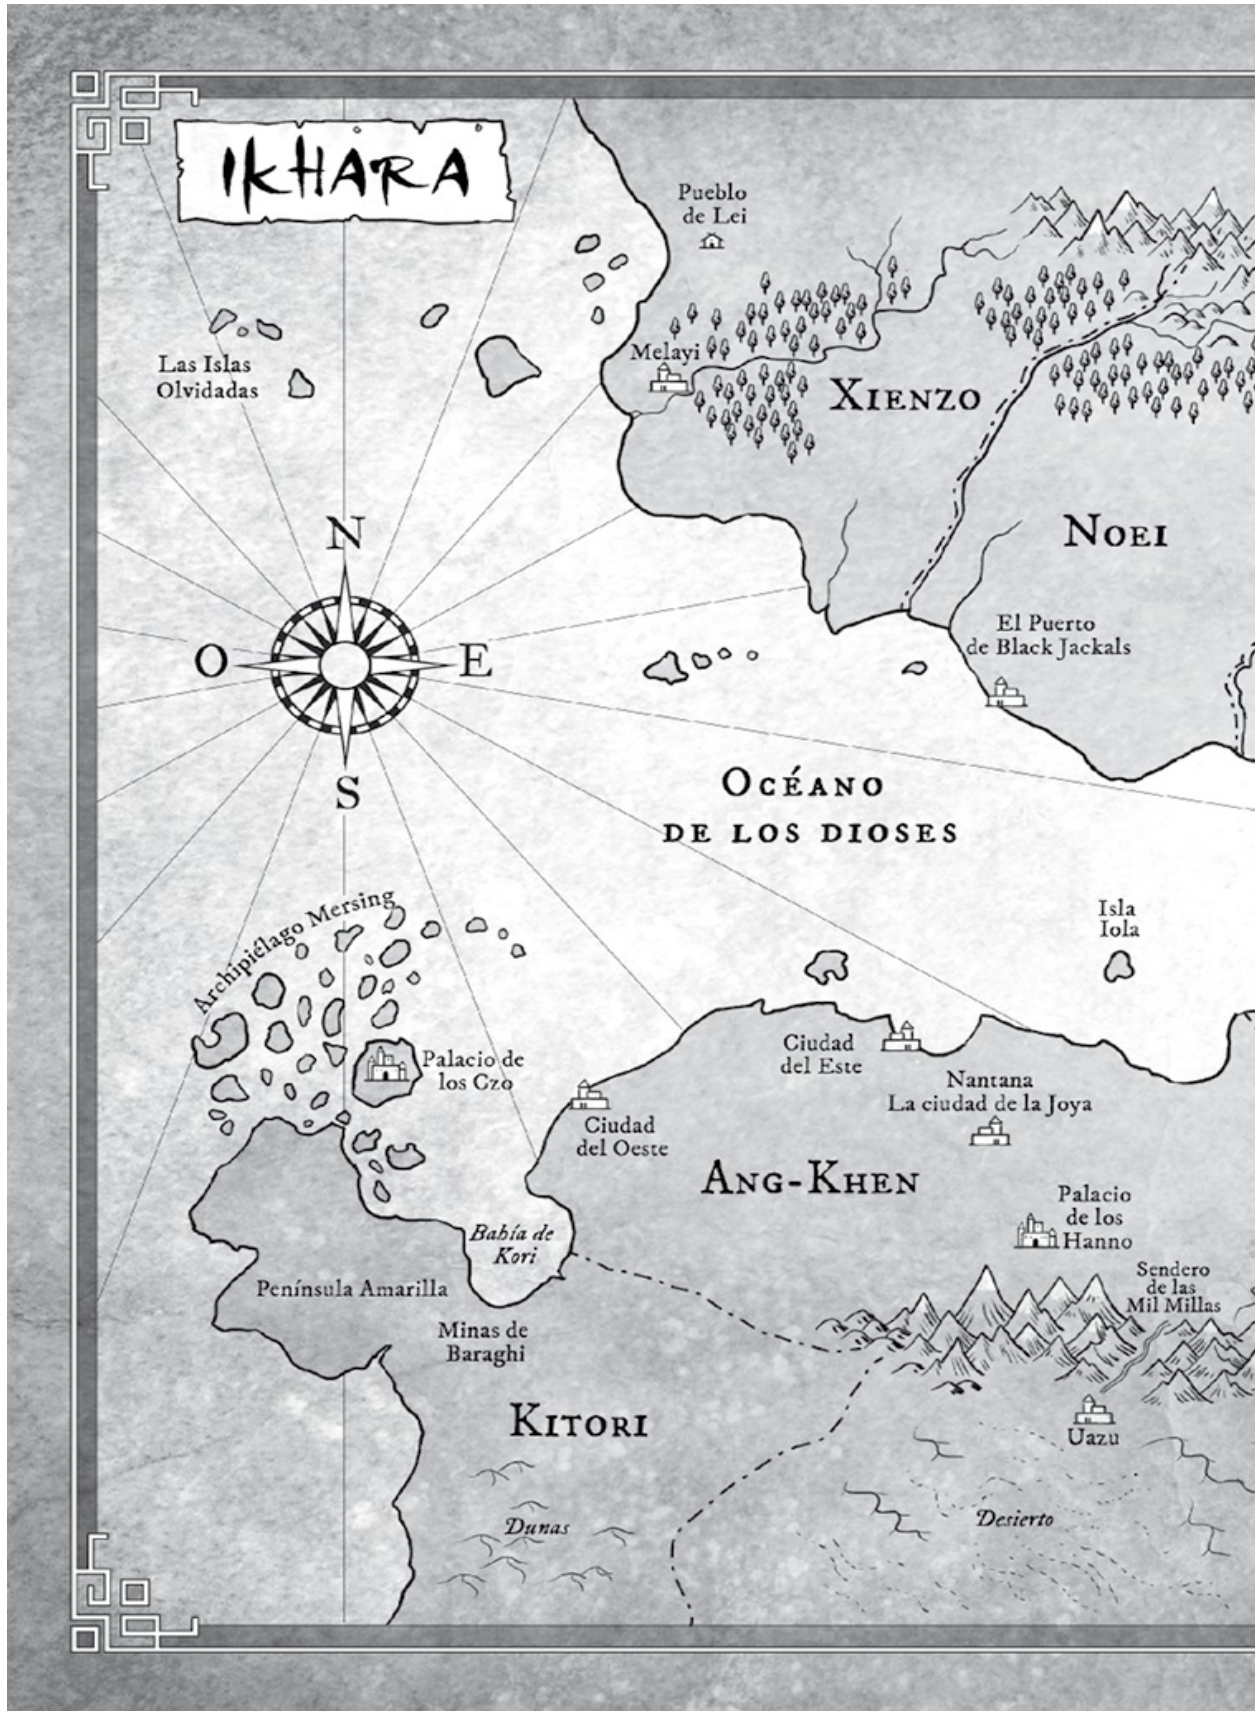 IKHARA
Pueblo
de Lei
Las Islas
Olvidadas
Melayi
XIENZO
N
NOEI
O
E
El Puerto
de Black Jackals
S
OCÉANO
DE LOS DIOSES
Archipiélago Mersing
Isla
Iola
Palacio de
los Gzo
Ciudad
del Este
Nantana
La ciudad de la Joya
Ciudad
del Oeste
ANG-KHEN
Palacio
de los
Hanno
Bahía de
Kori
Península Amarilla
Sendero
de las
Mil Millas
Minas de
Baraghi
KITORI
Uazu
Dunas
Desierto